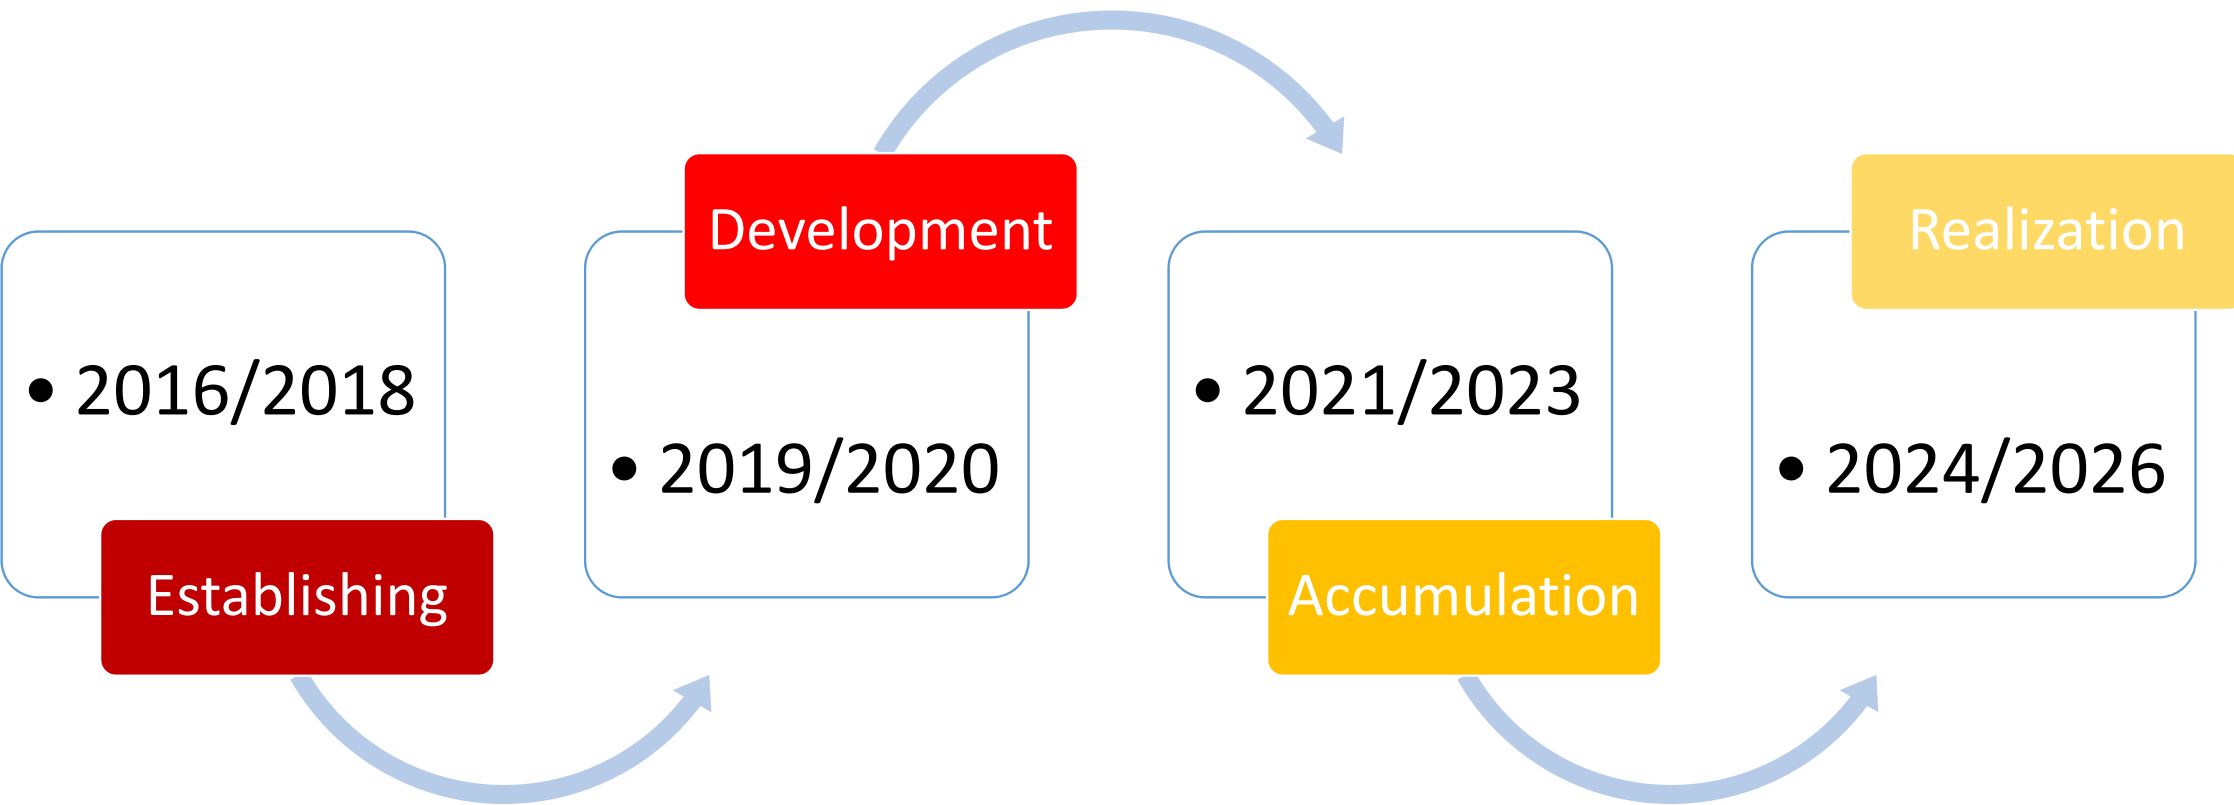 • 2016/2018
Establishing
Development
• 2019/2020
• 2021/2023
Accumulation
Realization
• 2024/2026